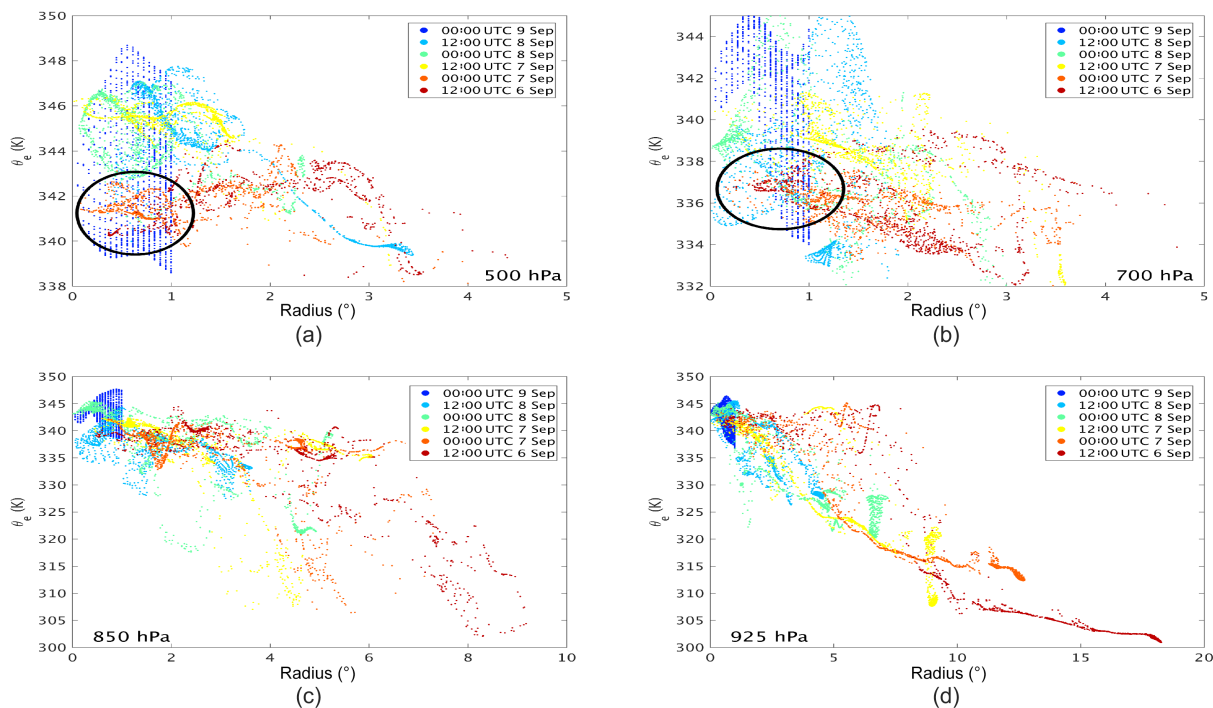 350
348
346
344
342
340
338
θe (K)
0 1 2 3 4 5
Radius (°)
00:00 UTC 9 Sep
12:00 UTC 8 Sep
00:00 UTC 8 Sep
12:00 UTC 7 Sep
00:00 UTC 7 Sep
12:00 UTC 6 Sep
500 hPa
(a)
344
342
340
338
336
334
332
θe (K)
0 1 2 3 4 5
Radius (°)
00:00 UTC 9 Sep
12:00 UTC 8 Sep
00:00 UTC 8 Sep
12:00 UTC 7 Sep
00:00 UTC 7 Sep
12:00 UTC 6 Sep
700 hPa
(b)
350
345
340
335
330
325
320
315
310
305
300
θe (K)
0 2 4 6 8 10
Radius (°)
00:00 UTC 9 Sep
12:00 UTC 8 Sep
00:00 UTC 8 Sep
12:00 UTC 7 Sep
00:00 UTC 7 Sep
12:00 UTC 6 Sep
850 hPa
(c)
350
340
330
320
310
300
θe (K)
0 5 10 15 20
Radius (°)
00:00 UTC 9 Sep
12:00 UTC 8 Sep
00:00 UTC 8 Sep
12:00 UTC 7 Sep
00:00 UTC 7 Sep
12:00 UTC 6 Sep
925 hPa
(d)